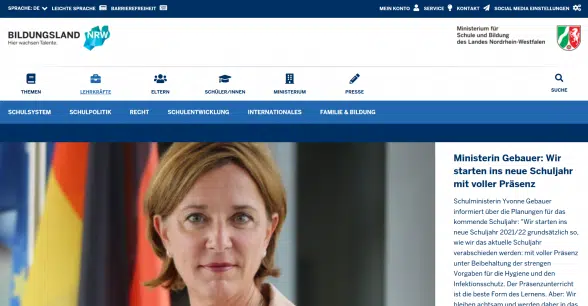 SPRACHE: DE LEICHTE SPRACHE BARRIEREFREIHEIT MEIN KONTO SERVICE KONTAKT SOCIAL MEDIA EINSTELLUNGEN
BILDUNGSLAND NRW
Hier wachsen Talente.
Ministerium für
Schule und Bildung
des Landes Nordrhein-Westfalen
THEMEN LEHRKRÄFTE ELTERN SCHÜLER/INNEN MINISTERIUM PRESSE SUCHE
SCHULSYSTEM SCHULPOLITIK RECHT SCHULENTWICKLUNG INTERNATIONALES FAMILIE & BILDUNG
Ministerin Gebauer: Wir
starten ins neue Schuljahr
mit voller Präsenz
Schulministerin Yvonne Gebauer
informiert über die Planungen für das
kommende Schuljahr: "Wir starten ins
neue Schuljahr 2021/22 grundsätzlich so,
wie wir das aktuelle Schuljahr
verabschieden werden: mit voller Präsenz
unter Beibehaltung der strengen
Vorgaben für die Hygiene und den
Infektionsschutz. Der Präsenzunterricht
ist die beste Form des Lernens. Aber: Wir
bleiben achtsam und werden daher in das